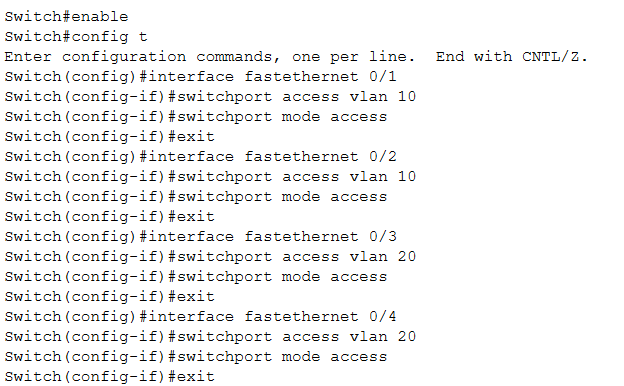 Switch#enable
Switch#config t
Enter configuration commands, one per line.  End with CNTL/Z.
Switch(config)#interface fastethernet 0/1
Switch(config-if)#switchport access vlan 10
Switch(config-if)#switchport mode access
Switch(config-if)#exit
Switch(config)#interface fastethernet 0/2
Switch(config-if)#switchport access vlan 10
Switch(config-if)#switchport mode access
Switch(config-if)#exit
Switch(config)#interface fastethernet 0/3
Switch(config-if)#switchport access vlan 20
Switch(config-if)#switchport mode access
Switch(config-if)#exit
Switch(config)#interface fastethernet 0/4
Switch(config-if)#switchport access vlan 20
Switch(config-if)#switchport mode access
Switch(config-if)#exit